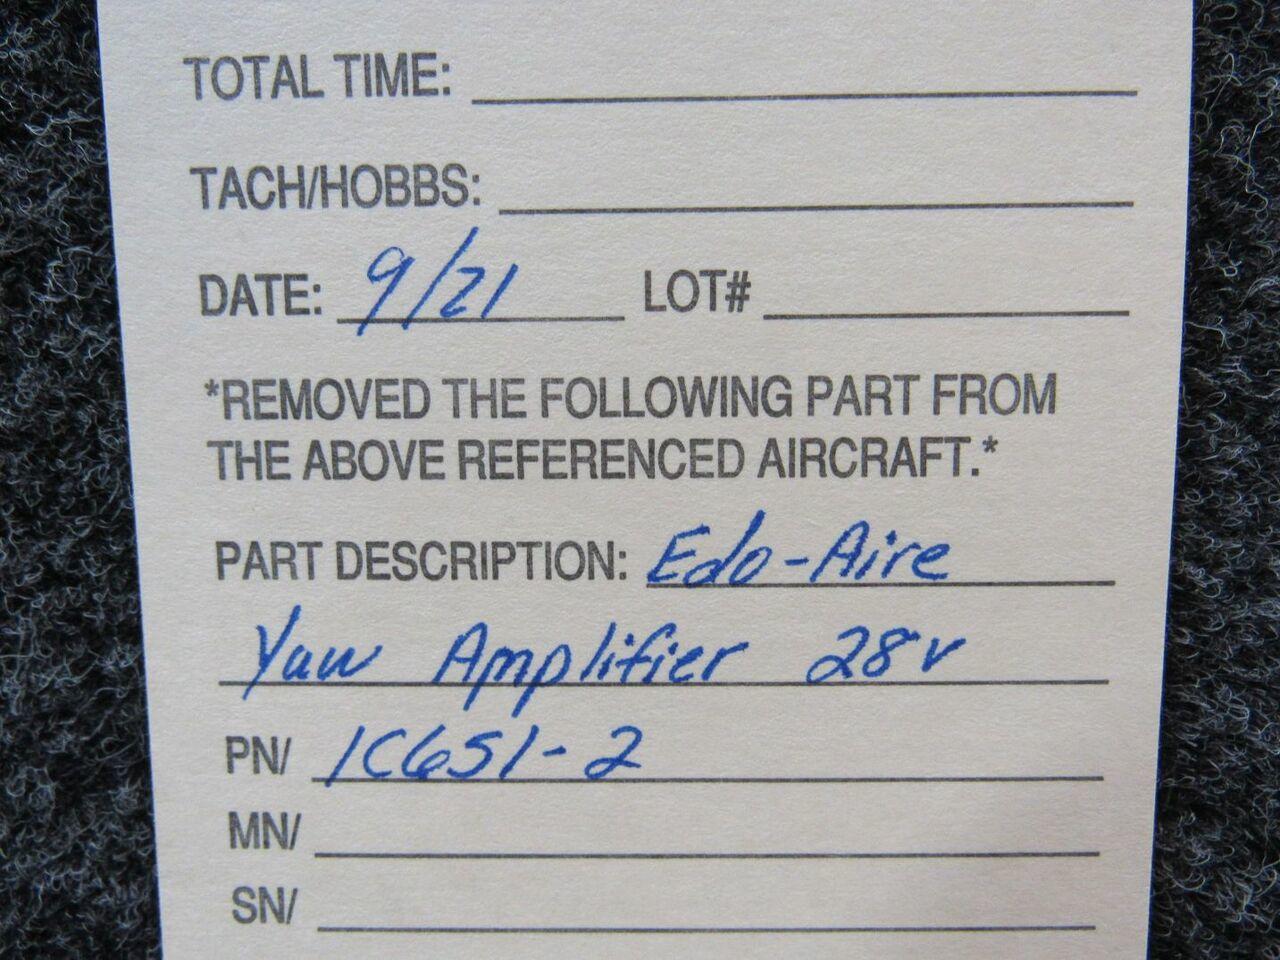 TOTAL TIME:
TACH/HOBBS:
DATE: 9/21 LOT#
*REMOVED THE FOLLOWING PART FROM
THE ABOVE REFERENCED AIRCRAFT.*
PART DESCRIPTION: Edo-Aire
Yaw Amplifier 28v
PN/ 1C651-2
MN/
SN/